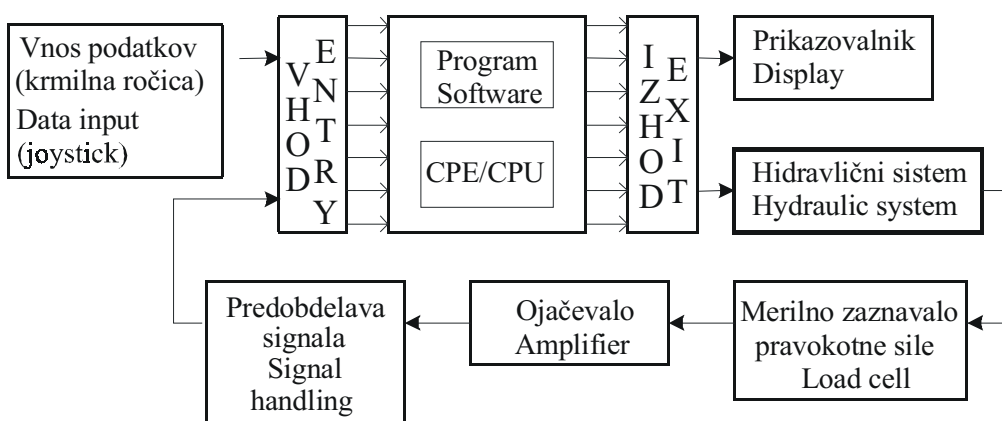 Vnos podatkov
(krmilna ročica)
Data input
(joystick)
VHOD
ENTRY
Program
Software
CPE/CPU
IZHOD
EXIT
Prikazovalnik
Display
Hidravlični sistem
Hydraulic system
Predobdelava
signala
Signal
handling
Ojačevalo
Amplifier
Merilno zaznavalo
pravokotne sile
Load cell